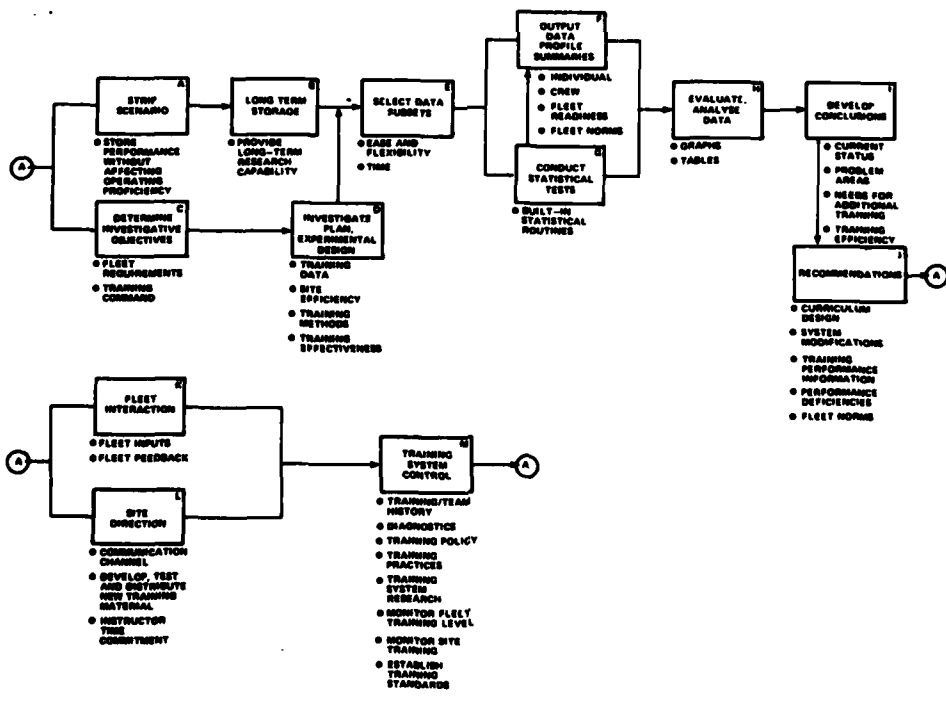 A
A
STRIP
SCENARIO
● STORE
PERFORMANCE
WITHOUT
AFFECTING
OPERATING
PROFICIENCY
B
LONG TERM
STORAGE
● PROVIDE
LONG-TERM
RESEARCH
CAPABILITY
C
DETERMINE
INVESTIGATIVE
OBJECTIVES
● FLEET
REQUIREMENTS
● TRAINING
COMMAND
D
INVESTIGATE
PLAN,
EXPERIMENTAL
DESIGN
● TRAINING
DATA
● SITE
EFFICIENCY
● TRAINING
METHODS
● TRAINING
EFFECTIVENESS
E
SELECT DATA
SUBSETS
● EASE AND
FLEXIBILITY
● TIME
F
OUTPUT
DATA
PROFILE
SUMMARIES
● INDIVIDUAL
● CREW
● FLEET
READINESS
● FLEET NORMS
G
CONDUCT
STATISTICAL
TESTS
● BUILT-IN
STATISTICAL
ROUTINES
H
EVALUATE,
ANALYSE
DATA
● GRAPHS
● TABLES
I
DEVELOP
CONCLUSIONS
● CURRENT
STATUS
● PROBLEM
AREAS
● NEEDS FOR
ADDITIONAL
TRAINING
● TRAINING
EFFICIENCY
J
RECOMMENDATIONS
● CURRICULUM
DESIGN
● SYSTEM
MODIFICATIONS
● TRAINING
PERFORMANCE
INFORMATION
● PERFORMANCE
DEFICIENCIES
● FLEET NORMS
A
A
K
FLEET
INTERACTION
● FLEET INPUTS
● FLEET FEEDBACK
L
SITE
DIRECTION
● COMMUNICATION
CHANNEL
● DEVELOP, TEST
AND DISTRIBUTE
NEW TRAINING
MATERIAL
● INSTRUCTOR
TIME
COMMITMENT
M
TRAINING
SYSTEM
CONTROL
● TRAINING/TEAM
HISTORY
● DIAGNOSTICS
● TRAINING POLICY
● TRAINING
PRACTICES
● TRAINING
SYSTEM
RESEARCH
● MONITOR FLEET
TRAINING LEVEL
● MONITOR SITE
TRAINING
● ESTABLISH
TRAINING
STANDARDS
A